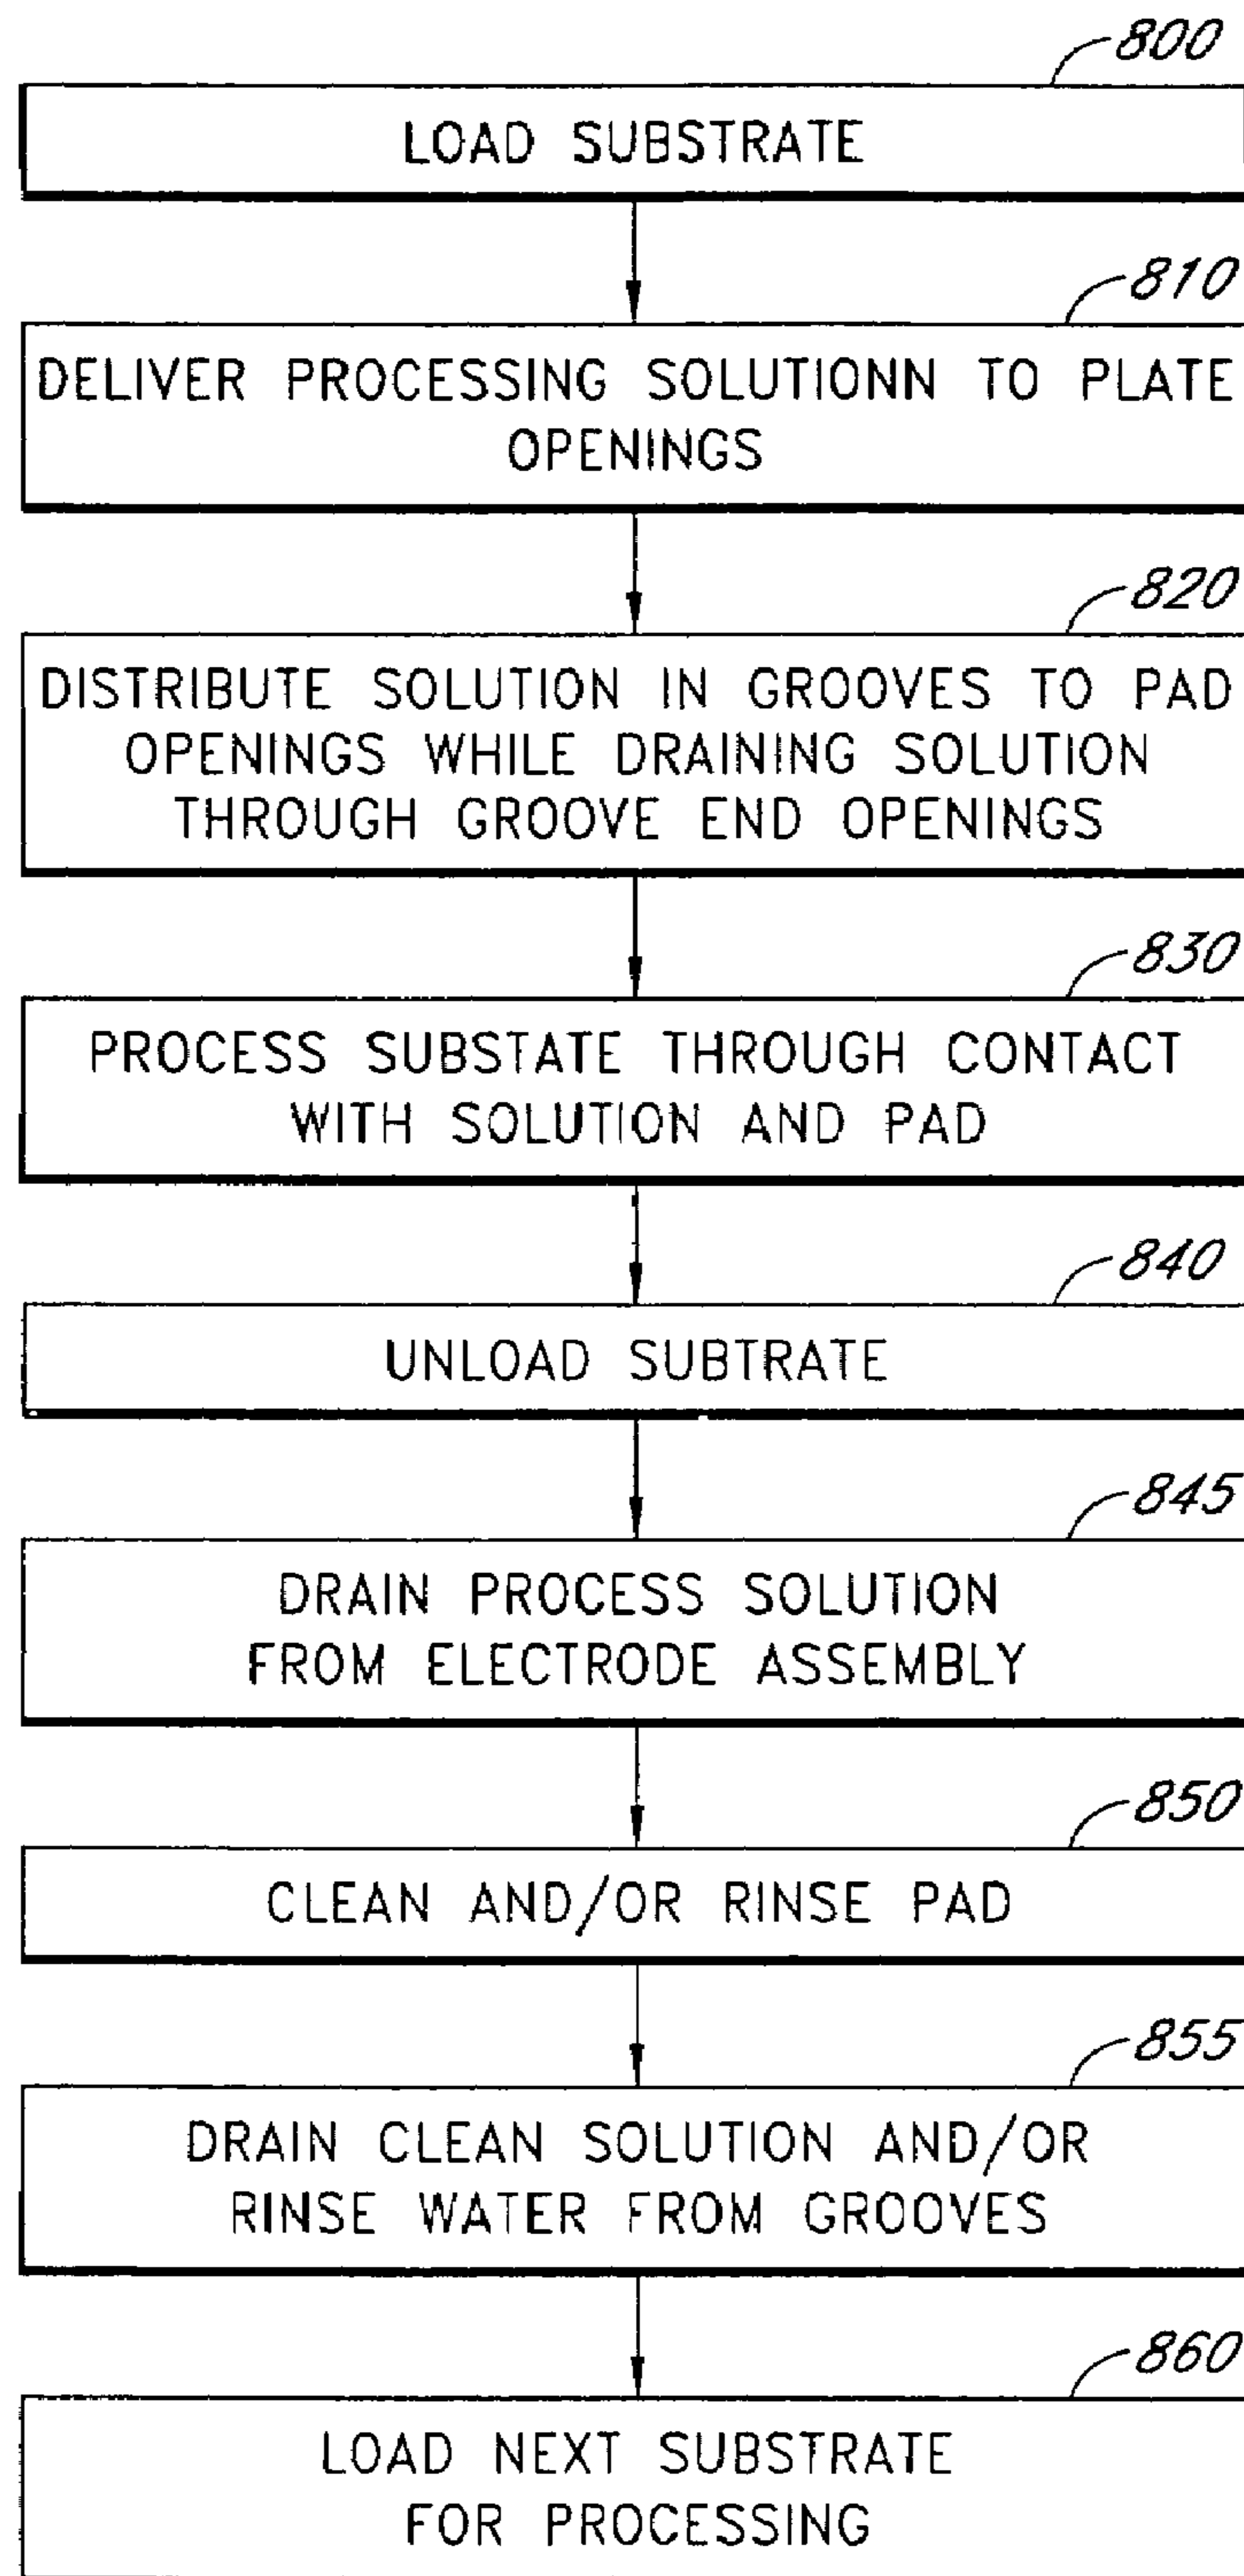 800
LOAD SUBSTRATE
810
DELIVER PROCESSING SOLUTIONN TO PLATE
OPENINGS
820
DISTRIBUTE SOLUTION IN GROOVES TO PAD
OPENINGS WHILE DRAINING SOLUTION
THROUGH GROOVE END OPENINGS
830
PROCESS SUBSTATE THROUGH CONTACT
WITH SOLUTION AND PAD
840
UNLOAD SUBTRATE
845
DRAIN PROCESS SOLUTION
FROM ELECTRODE ASSEMBLY
850
CLEAN AND/OR RINSE PAD
855
DRAIN CLEAN SOLUTION AND/OR
RINSE WATER FROM GROOVES
860
LOAD NEXT SUBSTRATE
FOR PROCESSING